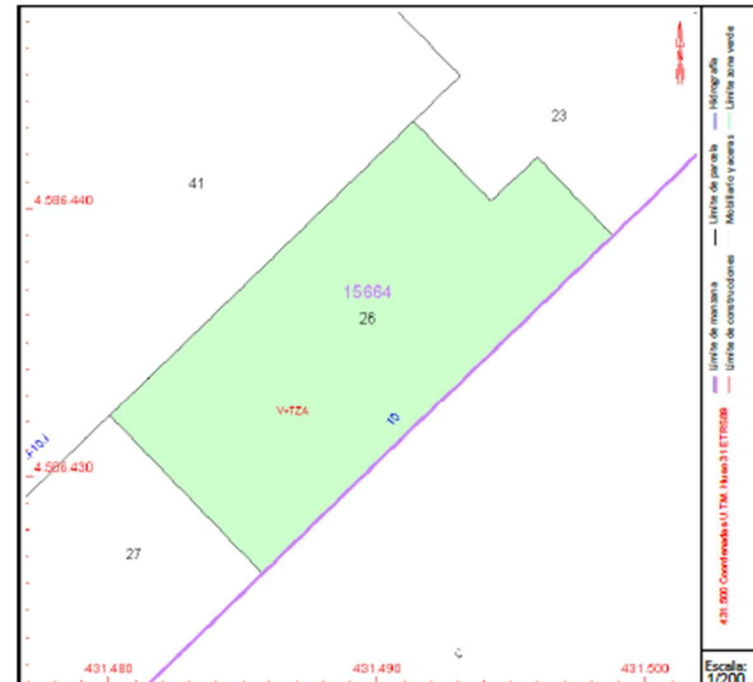 23
41
4.586.440
15664
26
V+TZA
10
4.586.430
27
431.480
431.490
431.500
Límite de manzana
Límite de parcela
Hidrografía
Límite de construcciones
Mobiliario y aceras
Límite zona verde
431.500 Coordenadas U.T.M. Huso 31 ETRS89
Escala:
1/200